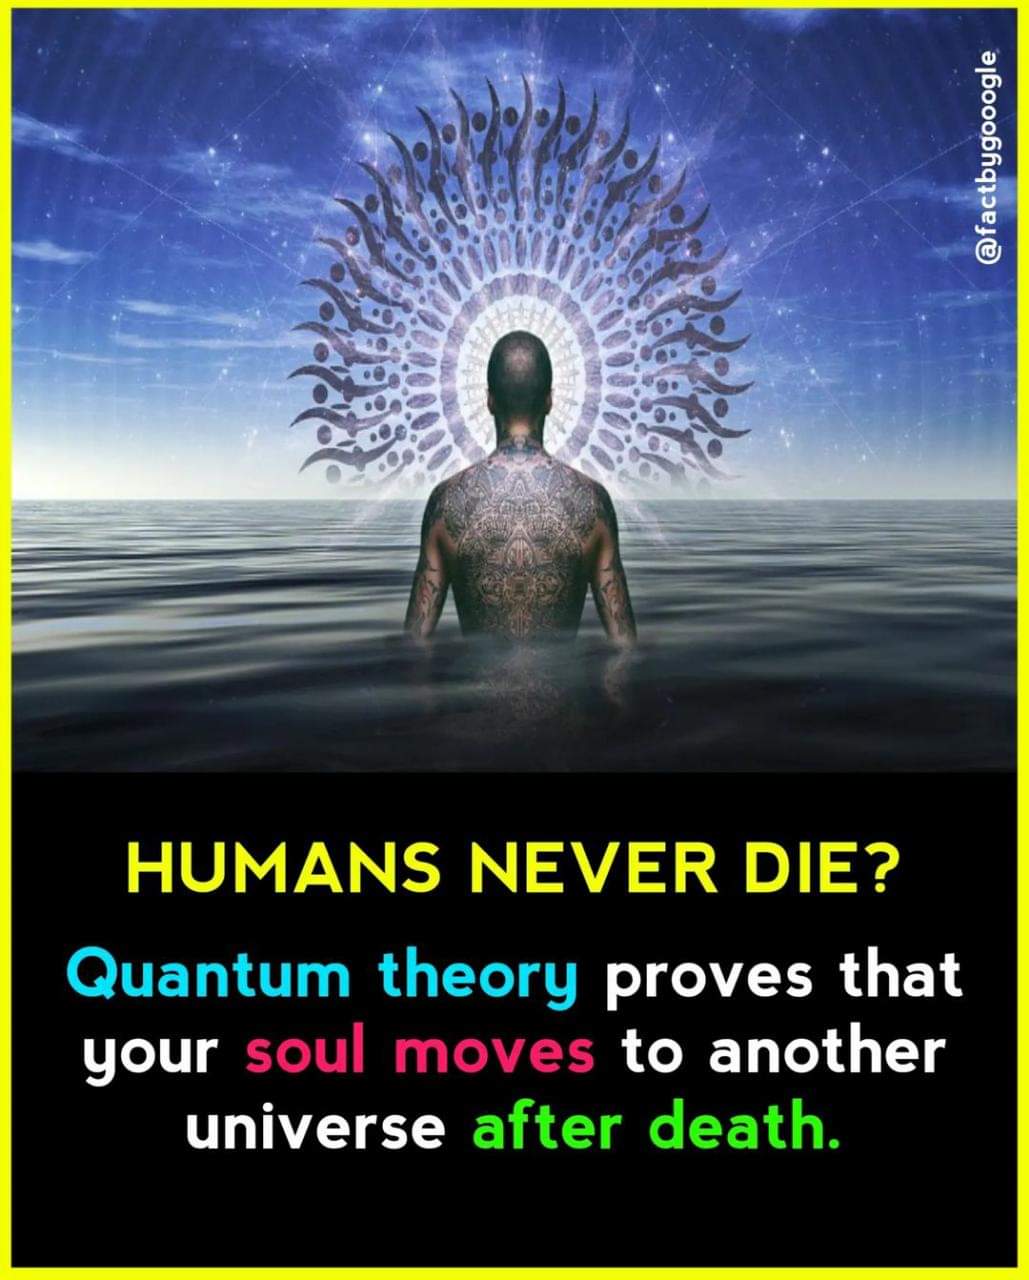 @factbygooogle
HUMANS NEVER DIE?
Quantum theory proves that
your soul moves to another
universe after death.